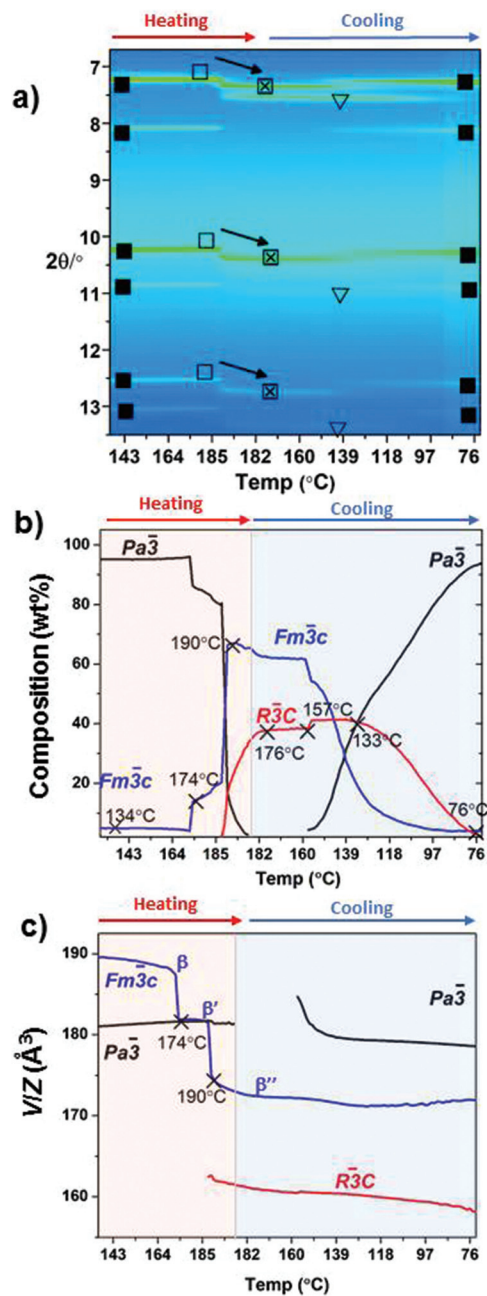 Heating Cooling
a)
7
8
9
10
2θ/°
11
12
13
143 164 185 182 160 139 118 97 76
Temp (°C)
Heating Cooling
b)
100
80
60
40
20
Composition (wt%)
Pa3̄
Pa3̄
190°C
Fm3̄c
R3̄C
157°C
176°C
133°C
174°C
Fm3̄c
134°C
76°C
143 164 185 182 160 139 118 97 76
Temp (°C)
Heating Cooling
c)
190
180
170
160
V/Z (Å³)
Fm3̄c
β
β'
Pa3̄
Pa3̄
174°C
190°C
β''
R3̄C
143 164 185 182 160 139 118 97 76
Temp (°C)